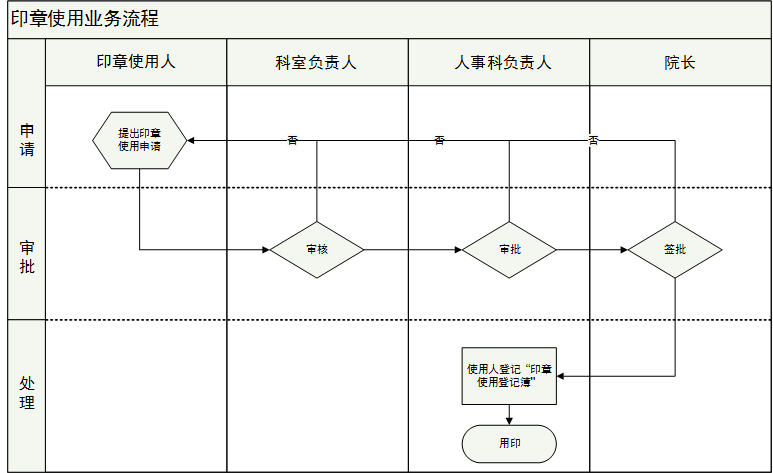 印章使用业务流程
印章使用人
科室负责人
人事科负责人
院长
申
请
提出印章
使用申请
否
否
否
审
批
审核
审批
签批
处
理
使用人登记“印章
使用登记簿"
用印